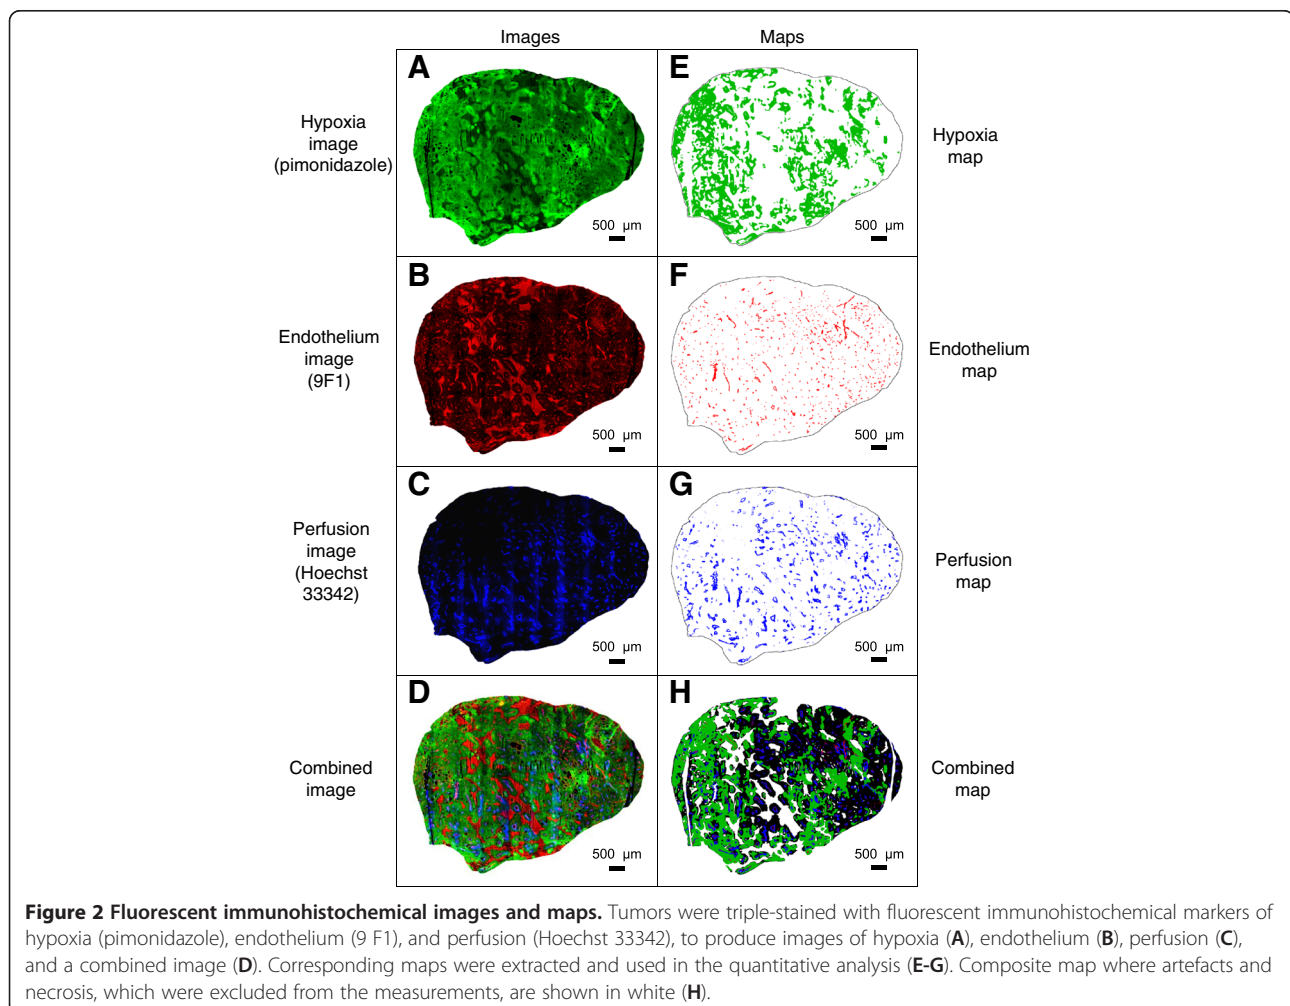 Images
Maps
A
E
Hypoxia
image
(pimonidazole)
Hypoxia
map
500 µm
500 µm
B
F
Endothelium
image
(9F1)
Endothelium
map
500 µm
500 µm
C
G
Perfusion
image
(Hoechst
33342)
Perfusion
map
500 µm
500 µm
D
H
Combined
image
Combined
map
500 µm
500 µm
Figure 2 Fluorescent immunohistochemical images and maps. Tumors were triple-stained with fluorescent immunohistochemical markers of
hypoxia (pimonidazole), endothelium (9 F1), and perfusion (Hoechst 33342), to produce images of hypoxia (A), endothelium (B), perfusion (C),
and a combined image (D). Corresponding maps were extracted and used in the quantitative analysis (E-G). Composite map where artefacts and
necrosis, which were excluded from the measurements, are shown in white (H).